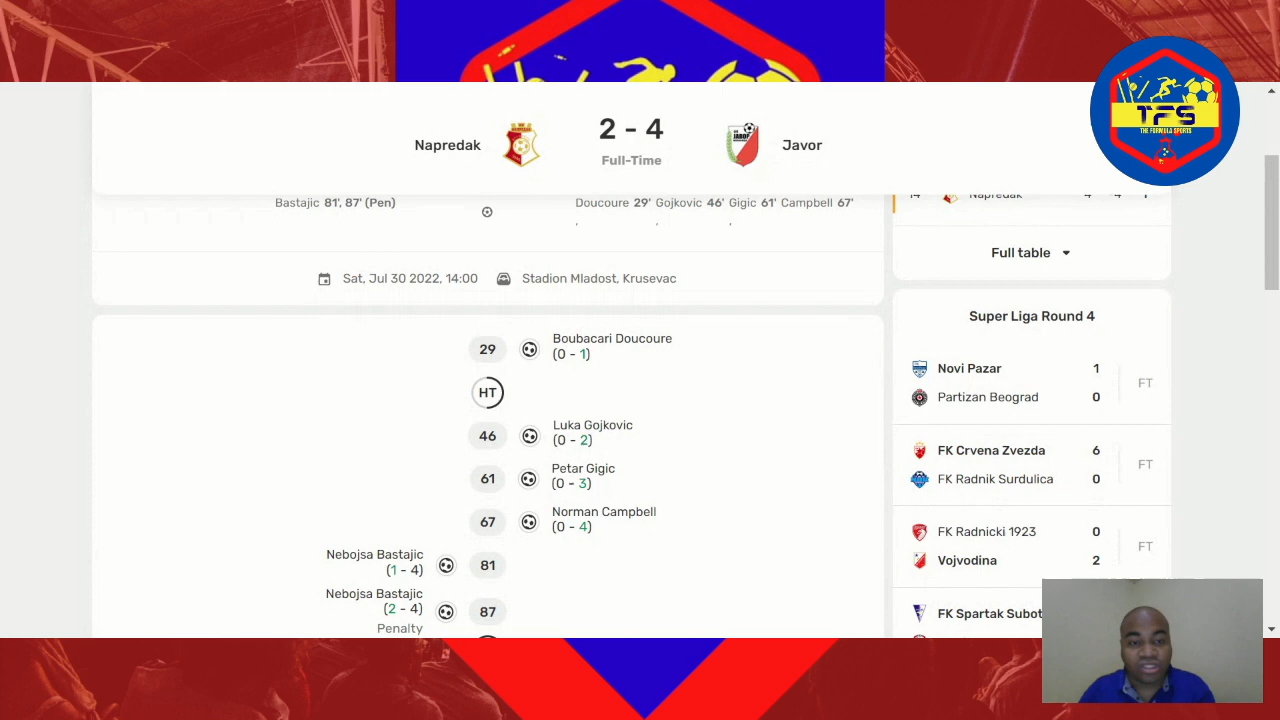 TFS
THE FORMULA SPORTS
Napredak
2 - 4
Full-Time
Javor
Bastajic 81', 87' (Pen)
Doucoure 29' Gojkovic 46' Gigic 61' Campbell 67'
Sat, Jul 30 2022, 14:00
Stadion Mladost, Krusevac
29
Boubacari Doucoure
(0 - 1)
HT
46
Luka Gojkovic
(0 - 2)
61
Petar Gigic
(0 - 3)
67
Norman Campbell
(0 - 4)
Nebojsa Bastajic
(1 - 4)
81
Nebojsa Bastajic
(2 - 4)
Penalty
87
14 Napredak 4 4 1
Full table
Super Liga Round 4
Novi Pazar 1
Partizan Beograd 0
FT
FK Crvena Zvezda 6
FK Radnik Surdulica 0
FT
FK Radnicki 1923 0
Vojvodina 2
FT
FK Spartak Subot